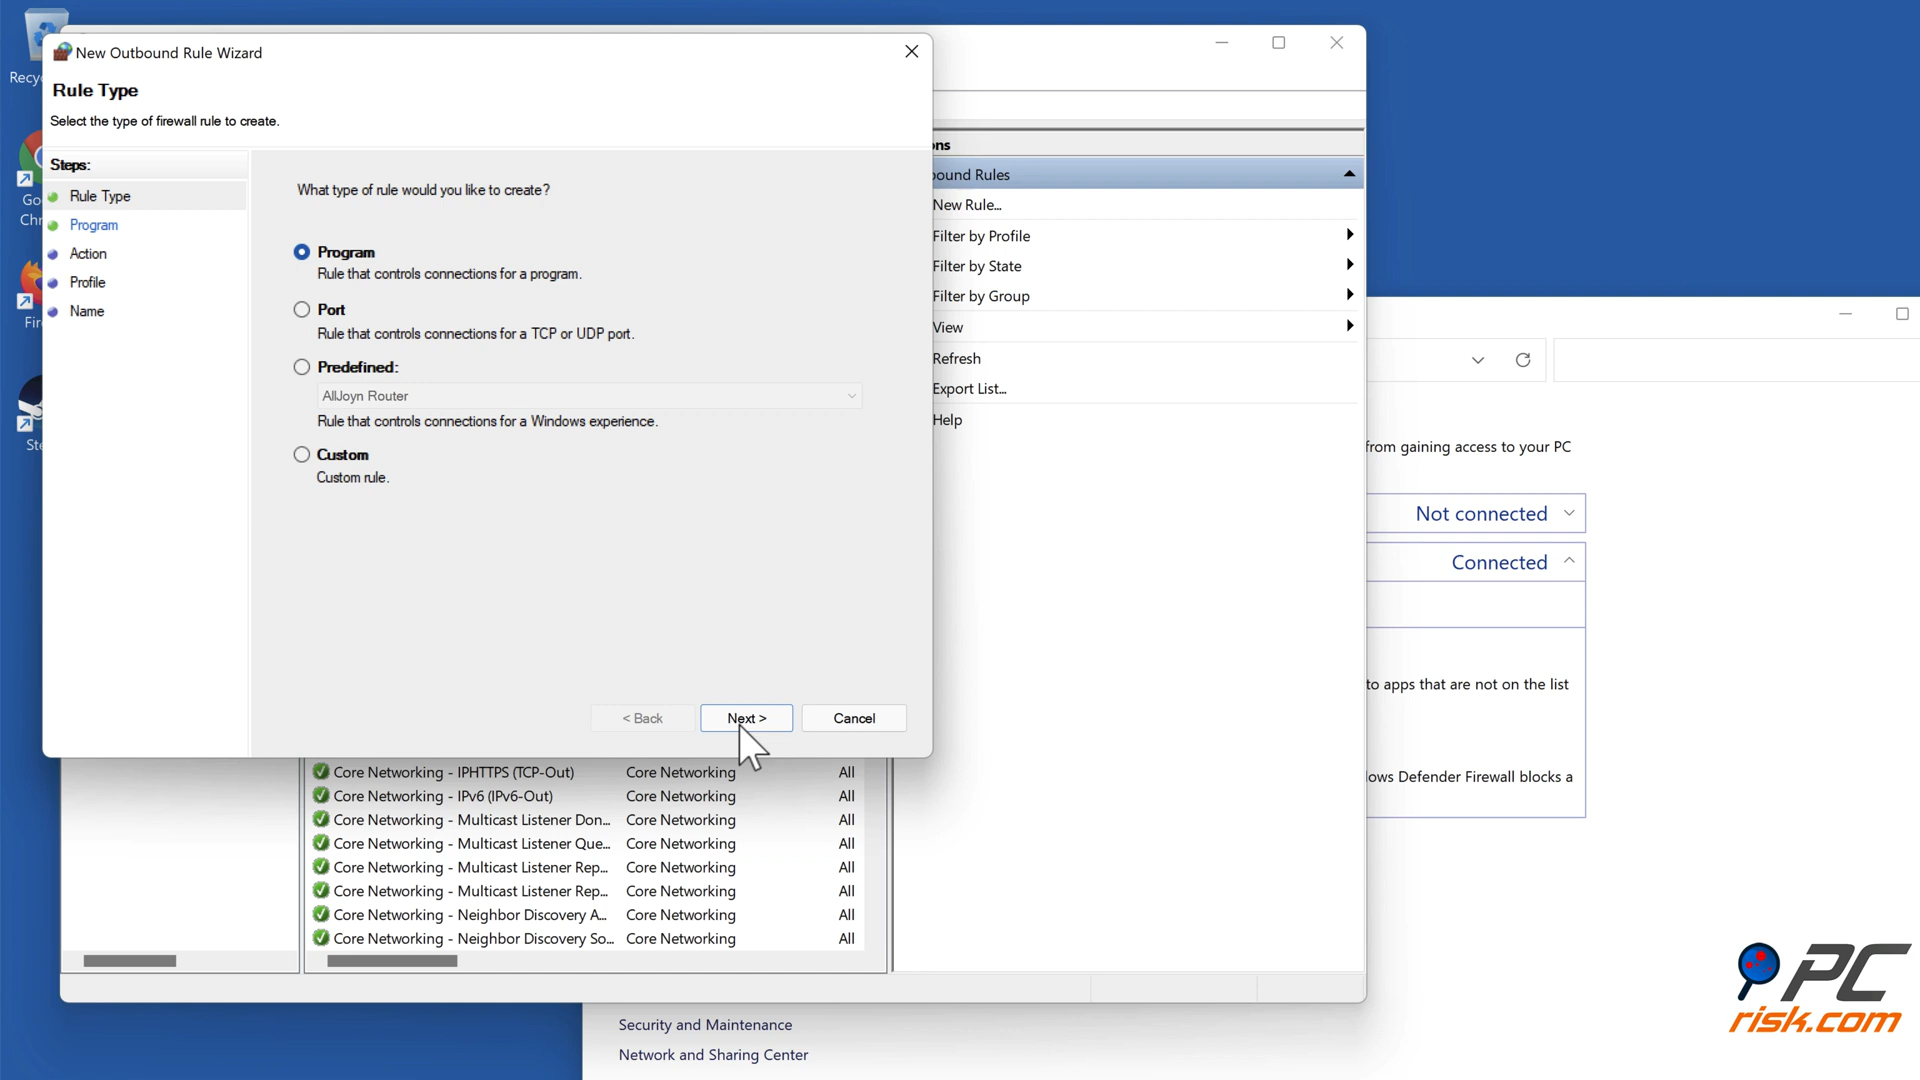 New Outbound Rule Wizard
Rule Type
Select the type of firewall rule to create.
Steps:
Rule Type
Program
Action
Profile
Name
What type of rule would you like to create?
Program
Rule that controls connections for a program.
Port
Rule that controls connections for a TCP or UDP port.
Predefined:
AllJoyn Router
Rule that controls connections for a Windows experience.
Custom
Custom rule.
< Back
Next >
Cancel
ons
bound Rules
New Rule...
Filter by Profile
Filter by State
Filter by Group
View
Refresh
Export List...
Help
Core Networking - IPHTTPS (TCP-Out) Core Networking All
Core Networking - IPv6 (IPv6-Out) Core Networking All
Core Networking - Multicast Listener Don... Core Networking All
Core Networking - Multicast Listener Que... Core Networking All
Core Networking - Multicast Listener Rep... Core Networking All
Core Networking - Multicast Listener Rep... Core Networking All
Core Networking - Neighbor Discovery A... Core Networking All
Core Networking - Neighbor Discovery So... Core Networking All
from gaining access to your PC
Not connected
Connected
to apps that are not on the list
lows Defender Firewall blocks a
Security and Maintenance
Network and Sharing Center
Recy
Go
Chr
Fire
Ste
PC
risk.com